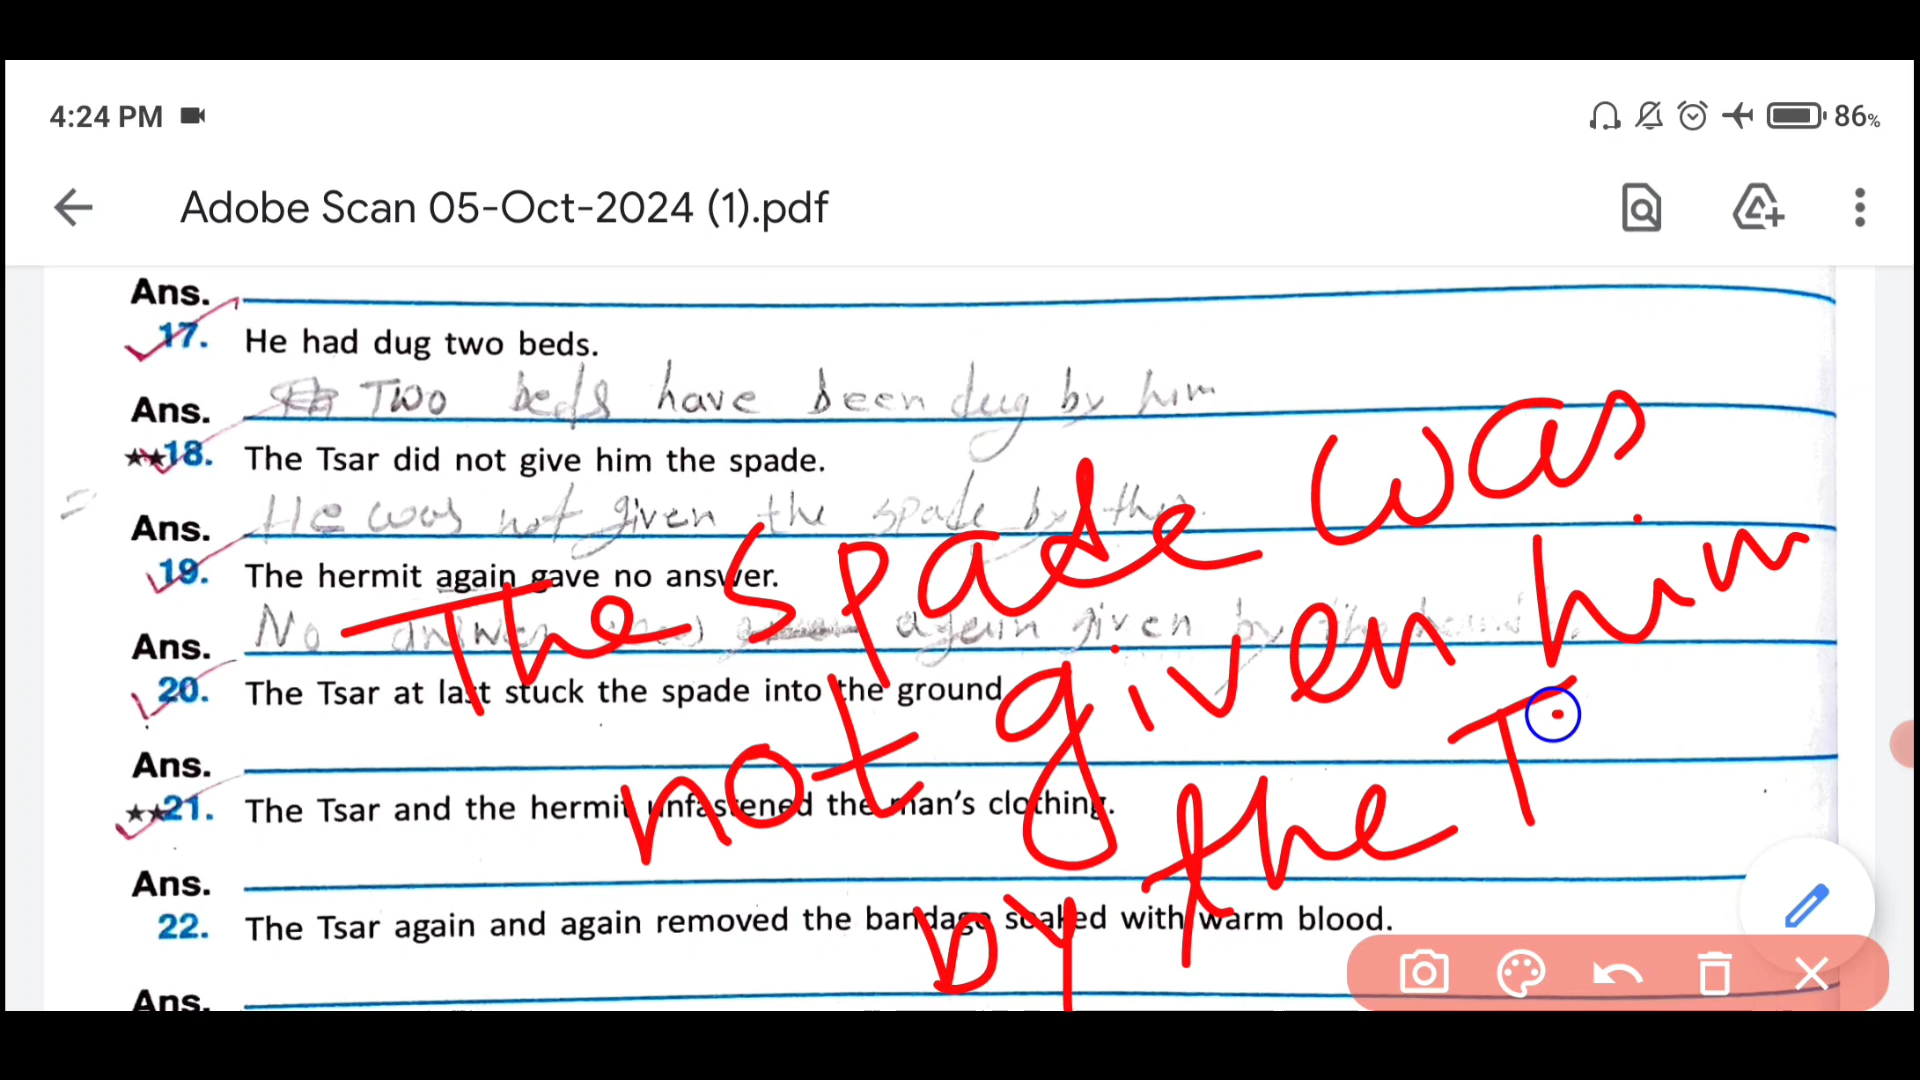 4:24 PM
86%
Adobe Scan 05-Oct-2024 (1).pdf
Ans.
17. He had dug two beds.
Ans. Two beds have been dug by him
★★18. The Tsar did not give him the spade.
Ans. He was not given the spade by the
19. The hermit again gave no answer.
Ans. No answer was again given by the
20. The Tsar at last stuck the spade into the ground.
Ans.
★★21. The Tsar and the hermit unfastened the man's clothing.
Ans.
22. The Tsar again and again removed the bandage soaked with warm blood.
Ans.
The spade was
not given him
by the T